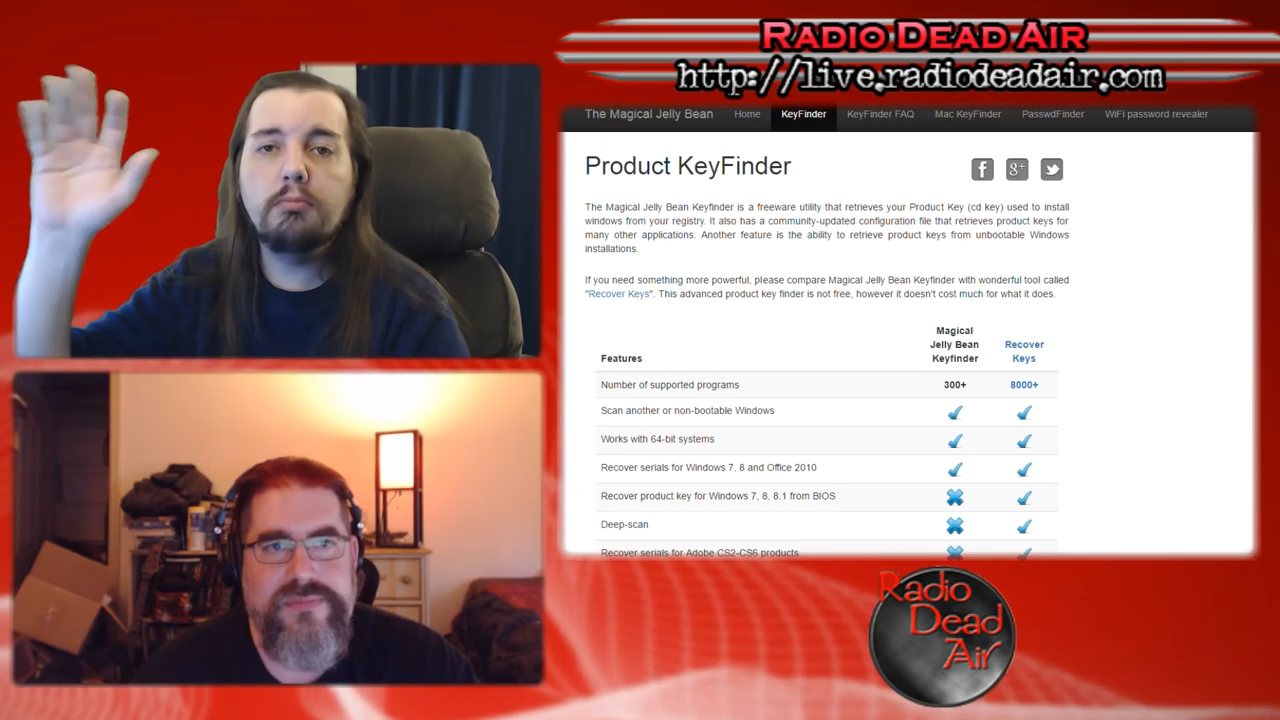 RADIO DEAD AIR
http://live.radiodeadair.com
The Magical Jelly Bean Home KeyFinder KeyFinder FAQ Mac KeyFinder PasswdFinder WiFi password revealer
Product KeyFinder
f g+
The Magical Jelly Bean Keyfinder is a freeware utility that retrieves your Product Key (cd key) used to install
windows from your registry. It also has a community-updated configuration file that retrieves product keys for
many other applications. Another feature is the ability to retrieve product keys from unbootable Windows
installations.
If you need something more powerful, please compare Magical Jelly Bean Keyfinder with wonderful tool called
"Recover Keys". This advanced product key finder is not free, however it doesn't cost much for what it does.
Features
Magical
Jelly Bean
Keyfinder
Recover
Keys
Number of supported programs 300+ 8000+
Scan another or non-bootable Windows
Works with 64-bit systems
Recover serials for Windows 7, 8 and Office 2010
Recover product key for Windows 7, 8, 8.1 from BIOS
Deep-scan
Recover serials for Adobe CS2-CS6 products
Radio
Dead
Air